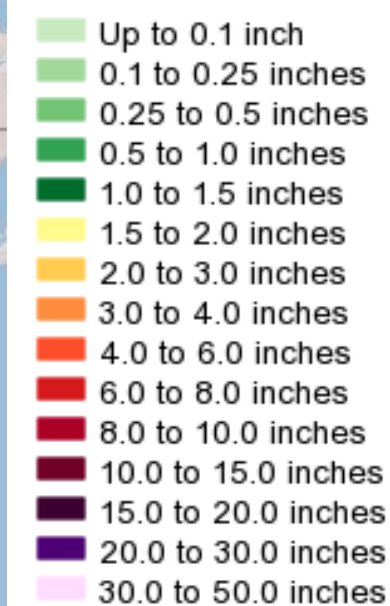 Up to 0.1 inch
0.1 to 0.25 inches
0.25 to 0.5 inches
0.5 to 1.0 inches
1.0 to 1.5 inches
1.5 to 2.0 inches
2.0 to 3.0 inches
3.0 to 4.0 inches
4.0 to 6.0 inches
6.0 to 8.0 inches
8.0 to 10.0 inches
10.0 to 15.0 inches
15.0 to 20.0 inches
20.0 to 30.0 inches
30.0 to 50.0 inches